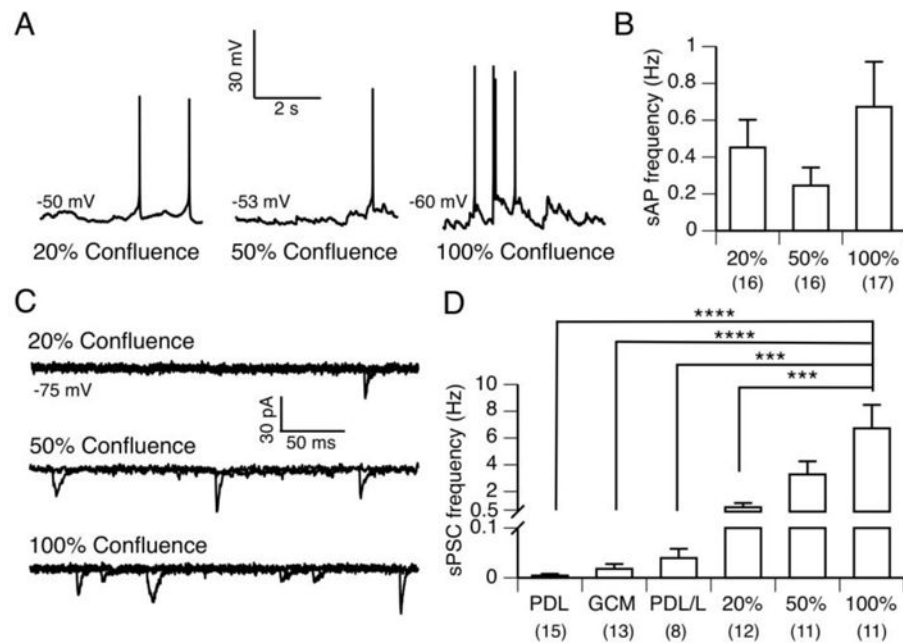 A
30 mV
2 s
-50 mV
-53 mV
-60 mV
20% Confluence
50% Confluence
100% Confluence
B
sAP frequency (Hz)
1
0.8
0.6
0.4
0.2
0
20%
50%
100%
(16)
(16)
(17)
C
20% Confluence
-75 mV
30 pA
50 ms
50% Confluence
100% Confluence
D
****
****
***
***
sPSC frequency (Hz)
10
8
6
4
2
0.5
0.1
0
PDL
GCM
PDL/L
20%
50%
100%
(15)
(13)
(8)
(12)
(11)
(11)